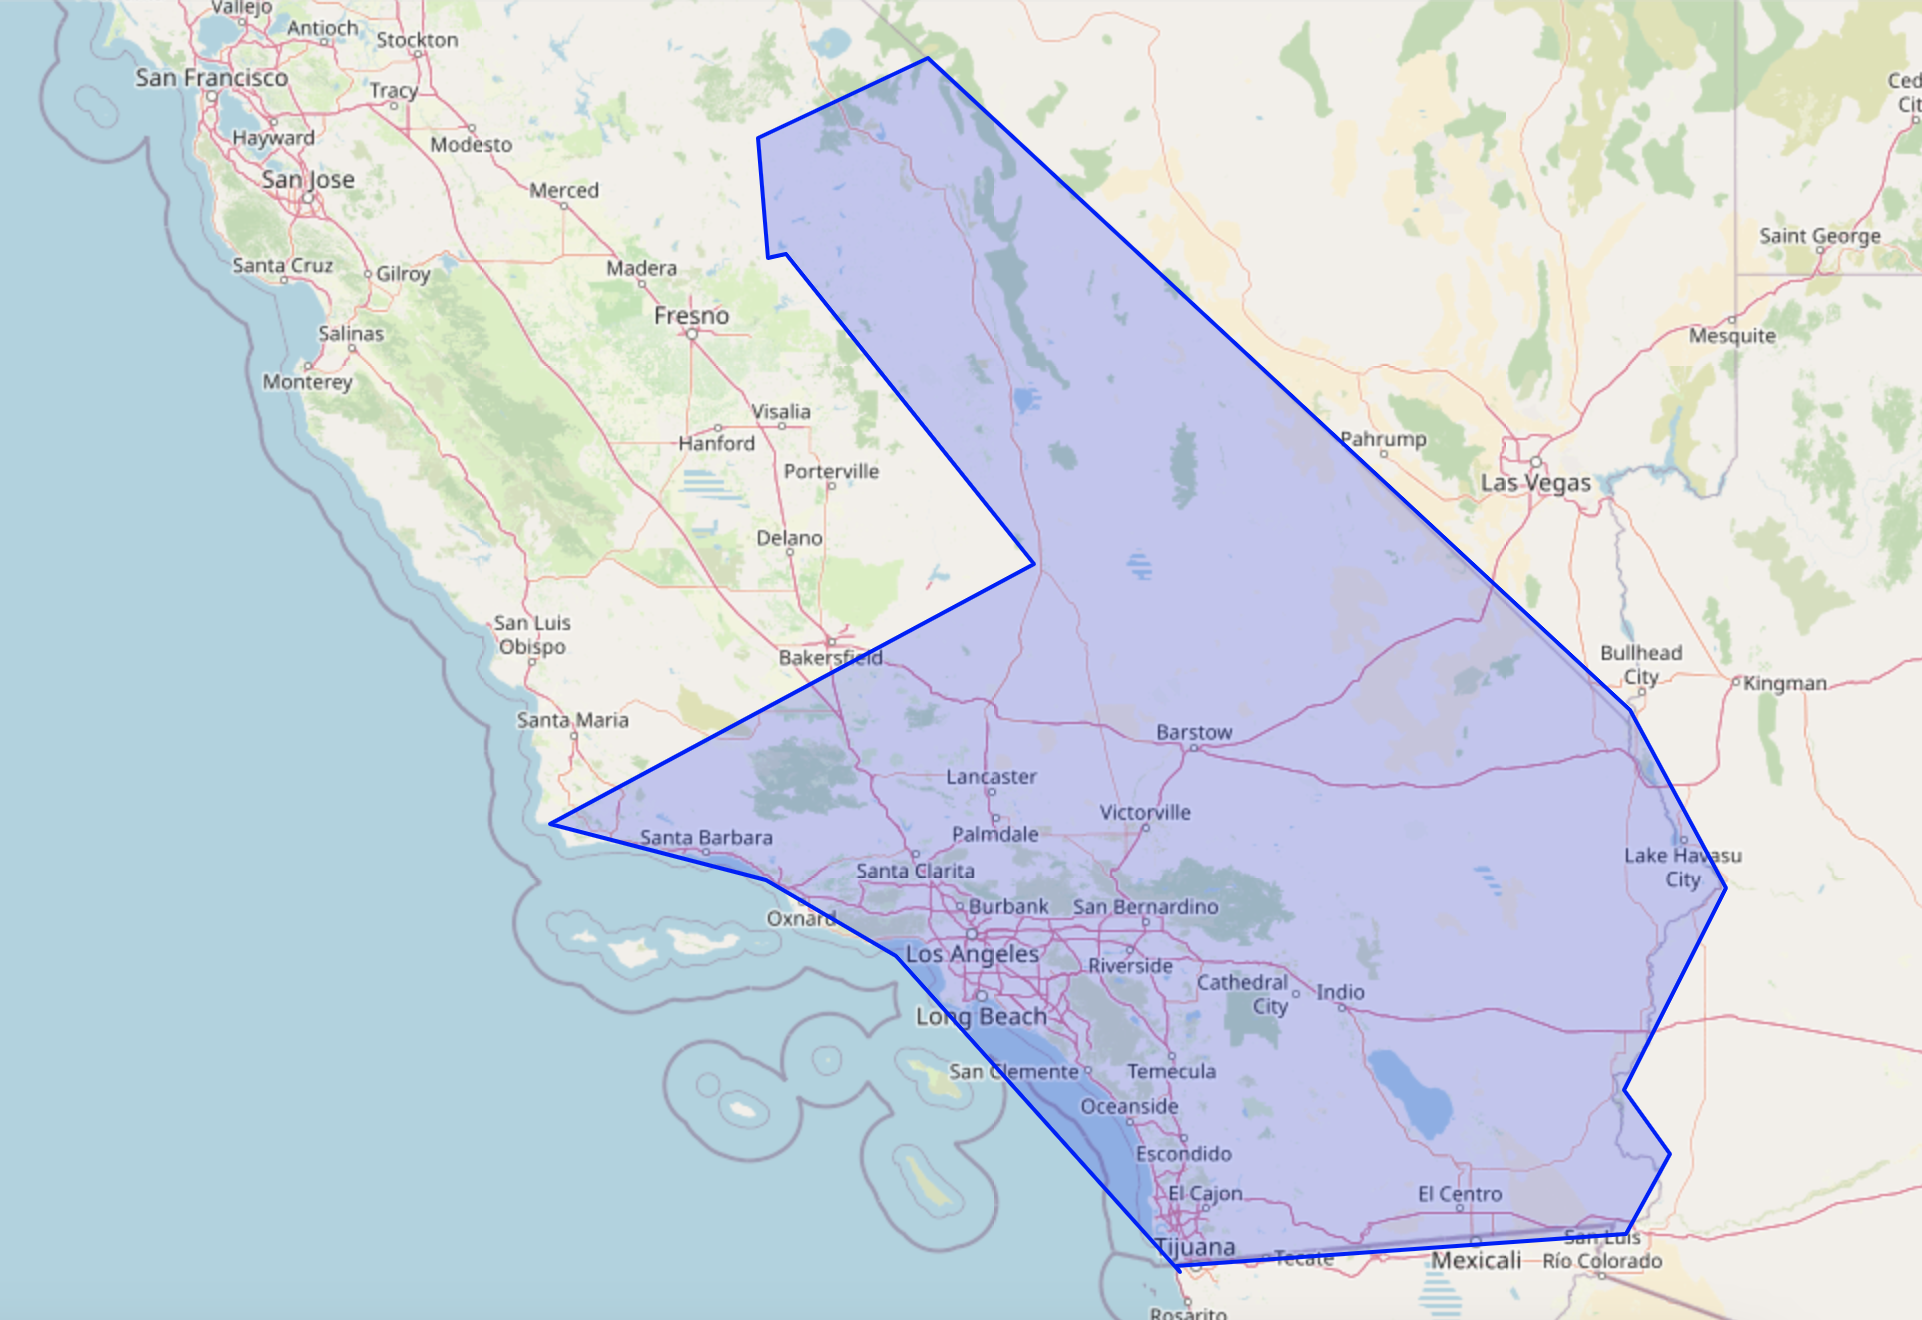 Vallejo
Antioch
Stockton
San Francisco
Tracy
Hayward
Modesto
San Jose
Merced
Santa Cruz
Gilroy
Madera
Fresno
Salinas
Monterey
Visalia
Hanford
Porterville
Delano
San Luis
Obispo
Bakersfield
Santa Maria
Saint George
Mesquite
Pahrump
Las Vegas
Bullhead
City
Kingman
Barstow
Lancaster
Victorville
Palmdale
Santa Barbara
Lake Havasu
City
Santa Clarita
Oxnard
Burbank
San Bernardino
Los Angeles
Riverside
Cathedral
City
Indio
Long Beach
San Clemente
Temecula
Oceanside
Escondido
El Cajon
El Centro
Tijuana
Tecate
Mexicali
San Luis
Río Colorado
Rosarito